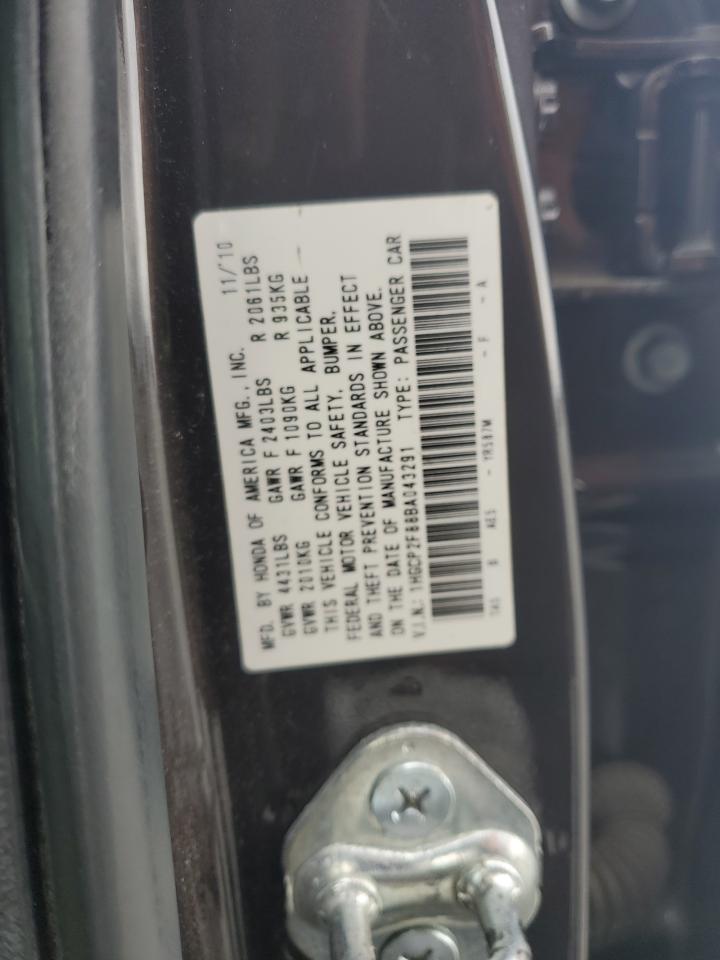 MFD. BY HONDA OF AMERICA MFG., INC. 11/'10
GVWR 4431LBS GAWR F 2403LBS R 2061LBS
GVWR 2010KG GAWR F 1090KG R 935KG
THIS VEHICLE CONFORMS TO ALL APPLICABLE
FEDERAL MOTOR VEHICLE SAFETY, BUMPER,
AND THEFT PREVENTION STANDARDS IN EFFECT
ON THE DATE OF MANUFACTURE SHOWN ABOVE.
V.I.N.: 1HGCP2F88BA043291 TYPE: PASSENGER CAR
- YR587M - F - A